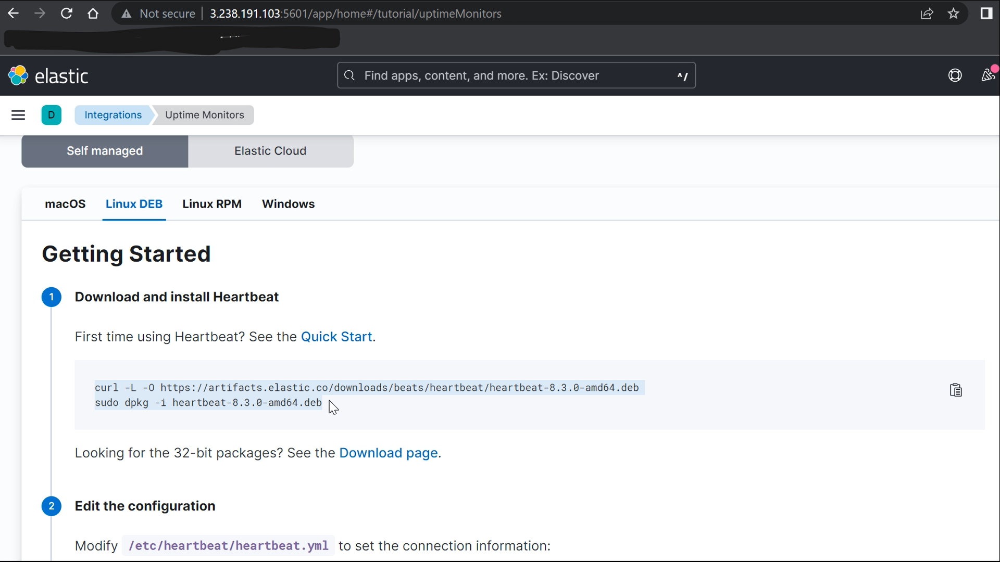 Not secure 3.238.191.103:5601/app/home#/tutorial/uptimeMonitors
elastic
Find apps, content, and more. Ex: Discover ^/
D Integrations Uptime Monitors
Self managed Elastic Cloud
macOS Linux DEB Linux RPM Windows
Getting Started
1 Download and install Heartbeat
First time using Heartbeat? See the Quick Start.
curl -L -O https://artifacts.elastic.co/downloads/beats/heartbeat/heartbeat-8.3.0-amd64.deb
sudo dpkg -i heartbeat-8.3.0-amd64.deb
Looking for the 32-bit packages? See the Download page.
2 Edit the configuration
Modify /etc/heartbeat/heartbeat.yml to set the connection information: